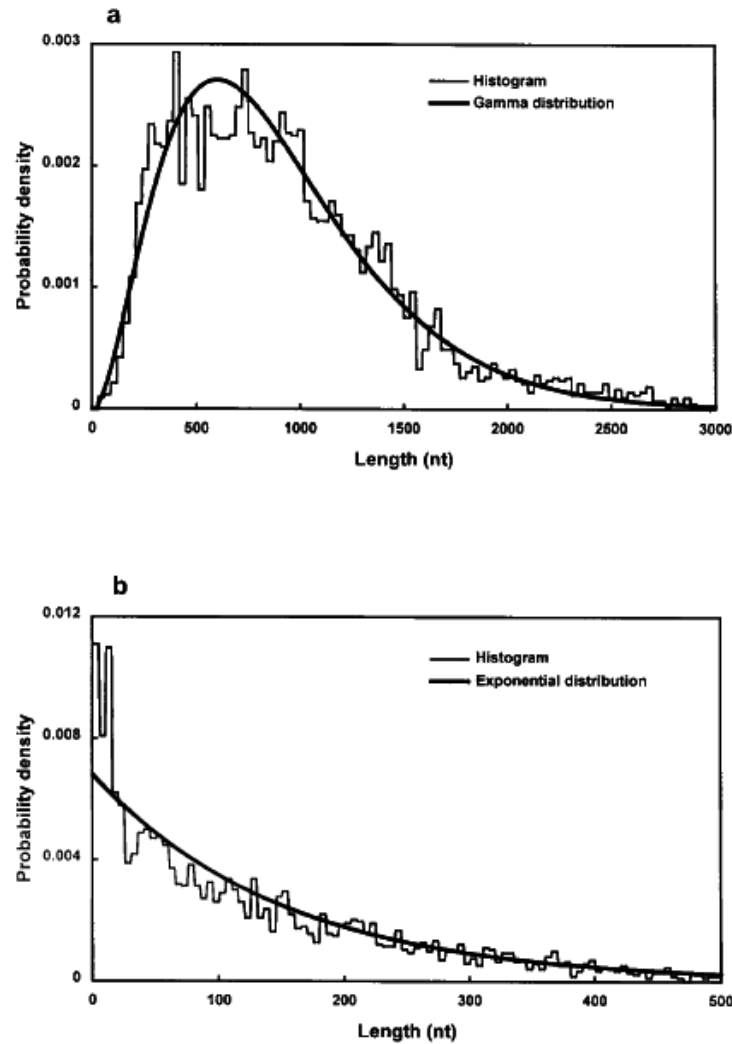 a
0.003
0.002
0.001
0
Probability density
Histogram
Gamma distribution
0 500 1000 1500 2000 2500 3000
Length (nt)
b
0.012
0.008
0.004
0
Probability density
Histogram
Exponential distribution
0 100 200 300 400 500
Length (nt)